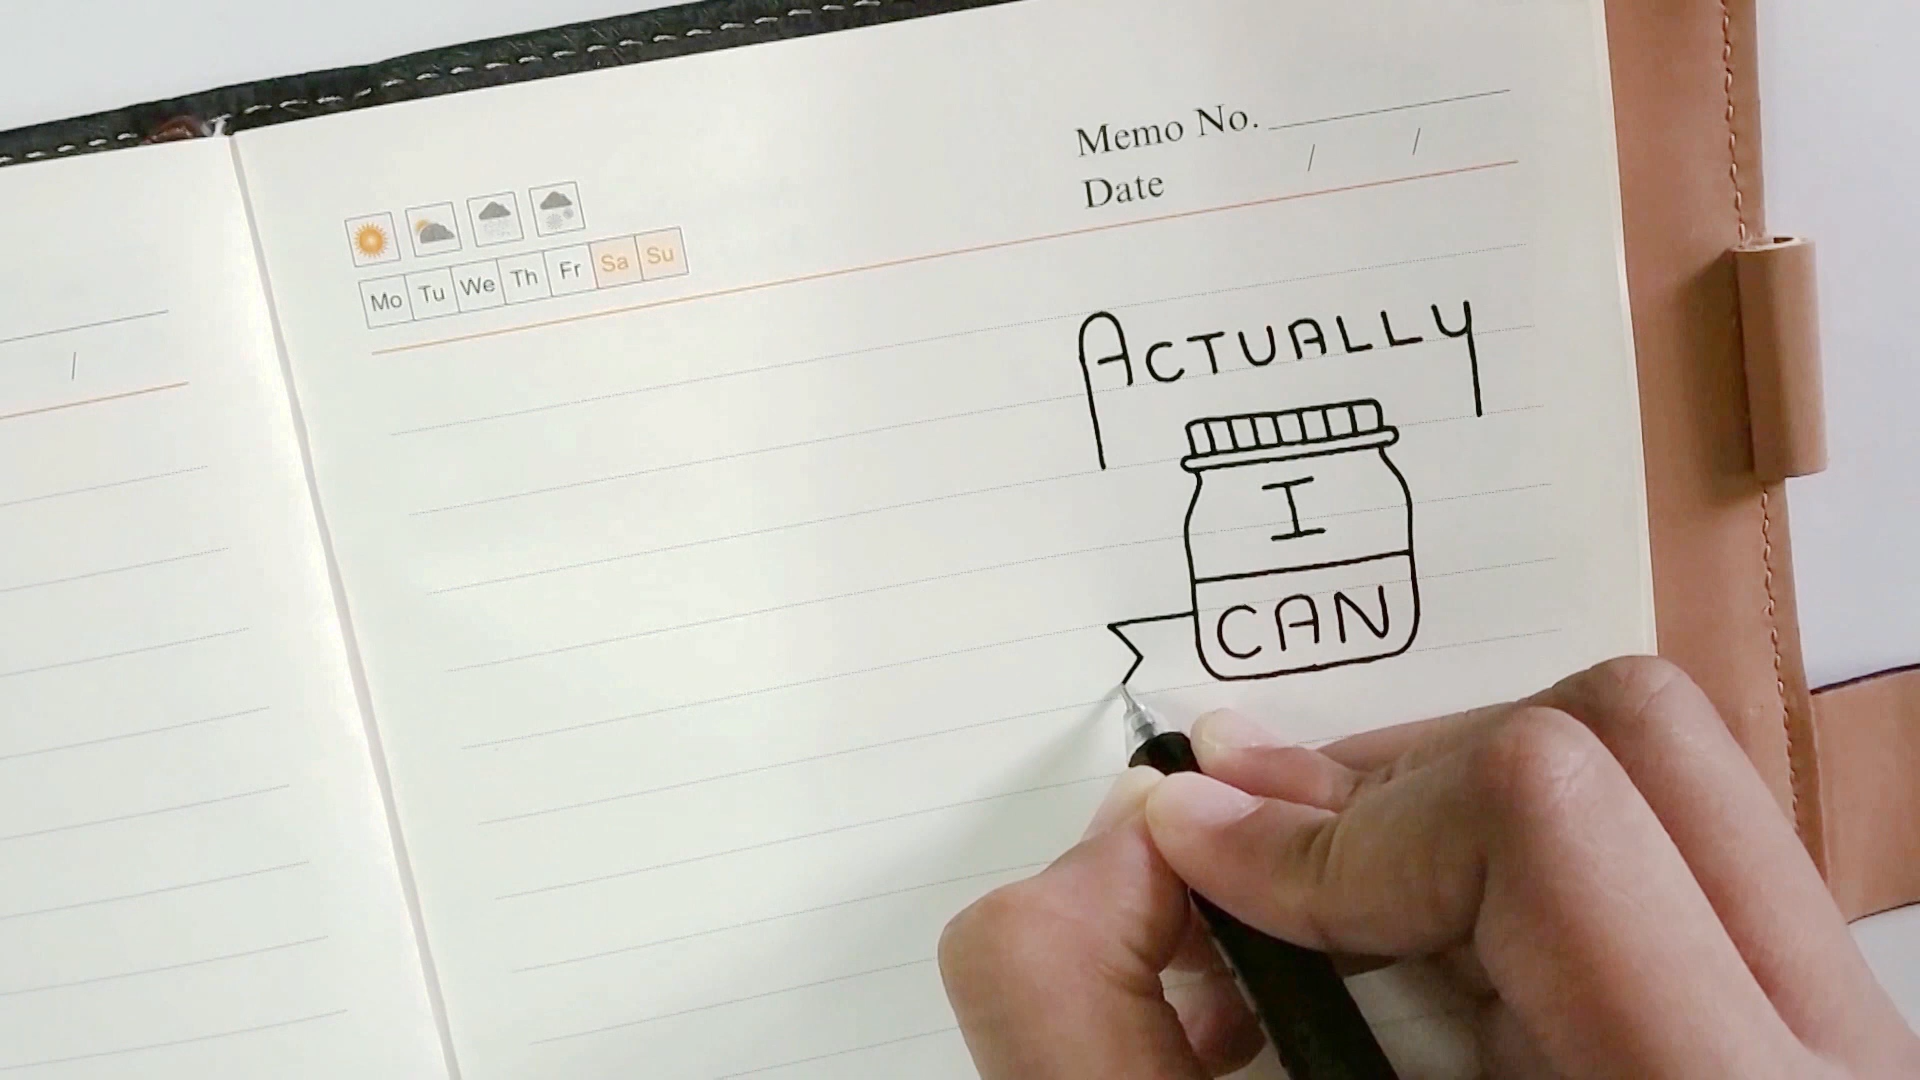 Memo No.
/ /
Date
Mo Tu We Th Fr Sa Su
ACTUALLY
I
CAN
/